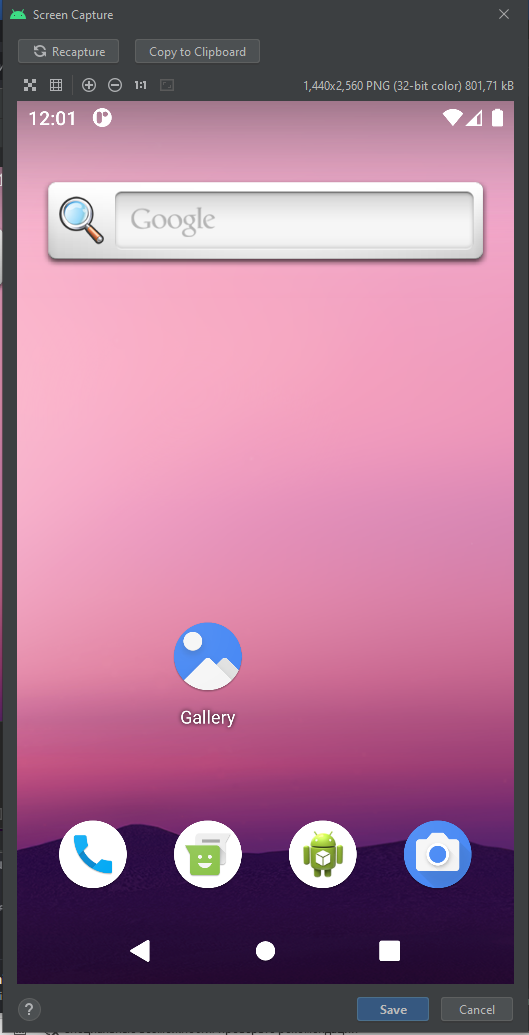 Screen Capture
Recapture
Copy to Clipboard
1:1
1,440x2,560 PNG (32-bit color) 801,71 kB
12:01
Google
Gallery
?
Save
Cancel